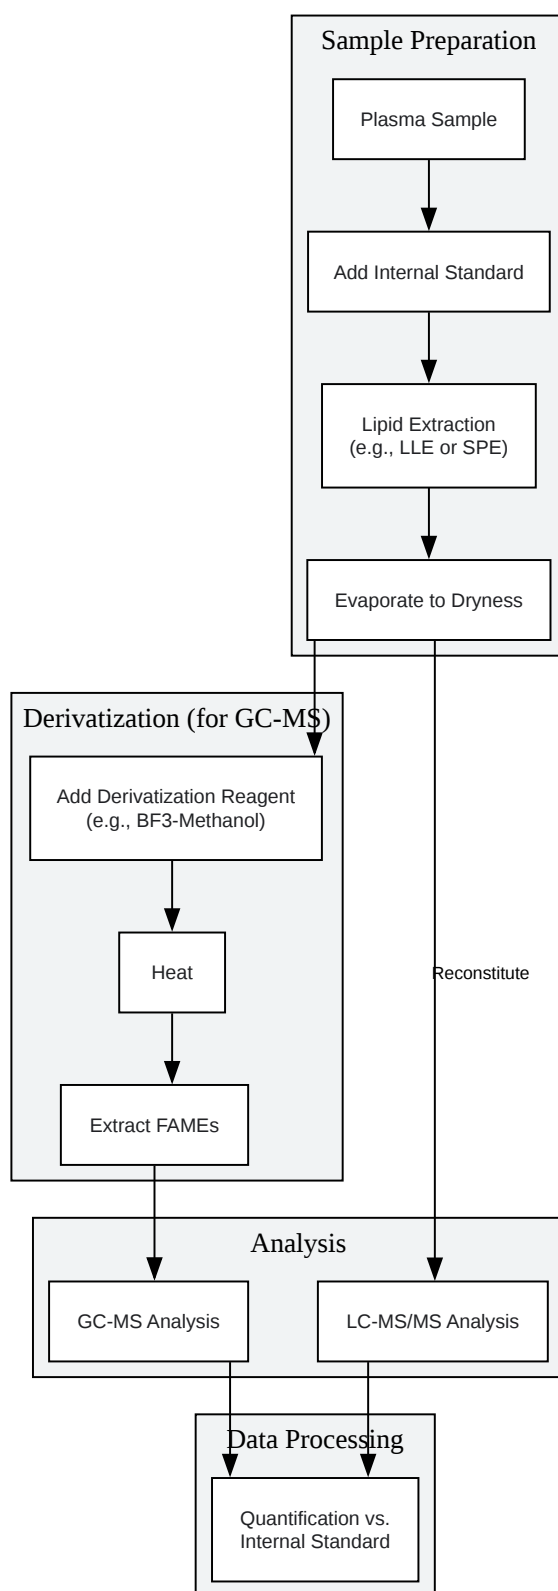 Sample Preparation
Plasma Sample
Add Internal Standard
Lipid Extraction
(e.g., LLE or SPE)
Evaporate to Dryness
Derivatization (for GC-MS)
Add Derivatization Reagent
(e.g., BF3-Methanol)
Heat
Reconstitute
Extract FAMEs
Analysis
GC-MS Analysis
LC-MS/MS Analysis
Data Processing
Quantification vs.
Internal Standard